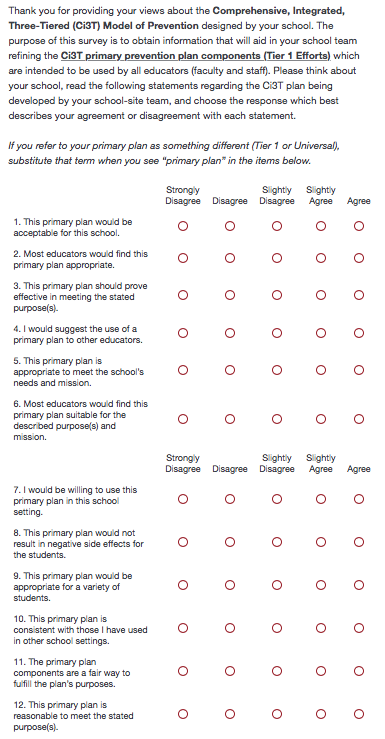 Thank you for providing your views about the Comprehensive, Integrated,
Three-Tiered (Ci3T) Model of Prevention designed by your school. The
purpose of this survey is to obtain information that will aid in your school team
refining the Ci3T primary prevention plan components (Tier 1 Efforts) which
are intended to be used by all educators (faculty and staff). Please think about
your school, read the following statements regarding the Ci3T plan being
developed by your school-site team, and choose the response which best
describes your agreement or disagreement with each statement.
If you refer to your primary plan as something different (Tier 1 or Universal),
substitute that term when you see "primary plan" in the items below.
Strongly Slightly Slightly
Disagree Disagree Disagree Agree Agree
1. This primary plan would be
acceptable for this school.
2. Most educators would find this
primary plan appropriate.
3. This primary plan should prove
effective in meeting the stated
purpose(s).
4. I would suggest the use of a
primary plan to other educators.
5. This primary plan is
appropriate to meet the school's
needs and mission.
6. Most educators would find this
primary plan suitable for the
described purpose(s) and
mission.
Strongly Slightly Slightly
Disagree Disagree Disagree Agree Agree
7. I would be willing to use this
primary plan in this school
setting.
8. This primary plan would not
result in negative side effects for
the students.
9. This primary plan would be
appropriate for a variety of
students.
10. This primary plan is
consistent with those I have used
in other school settings.
11. The primary plan
components are a fair way to
fulfill the plan's purposes.
12. This primary plan is
reasonable to meet the stated
purpose(s).